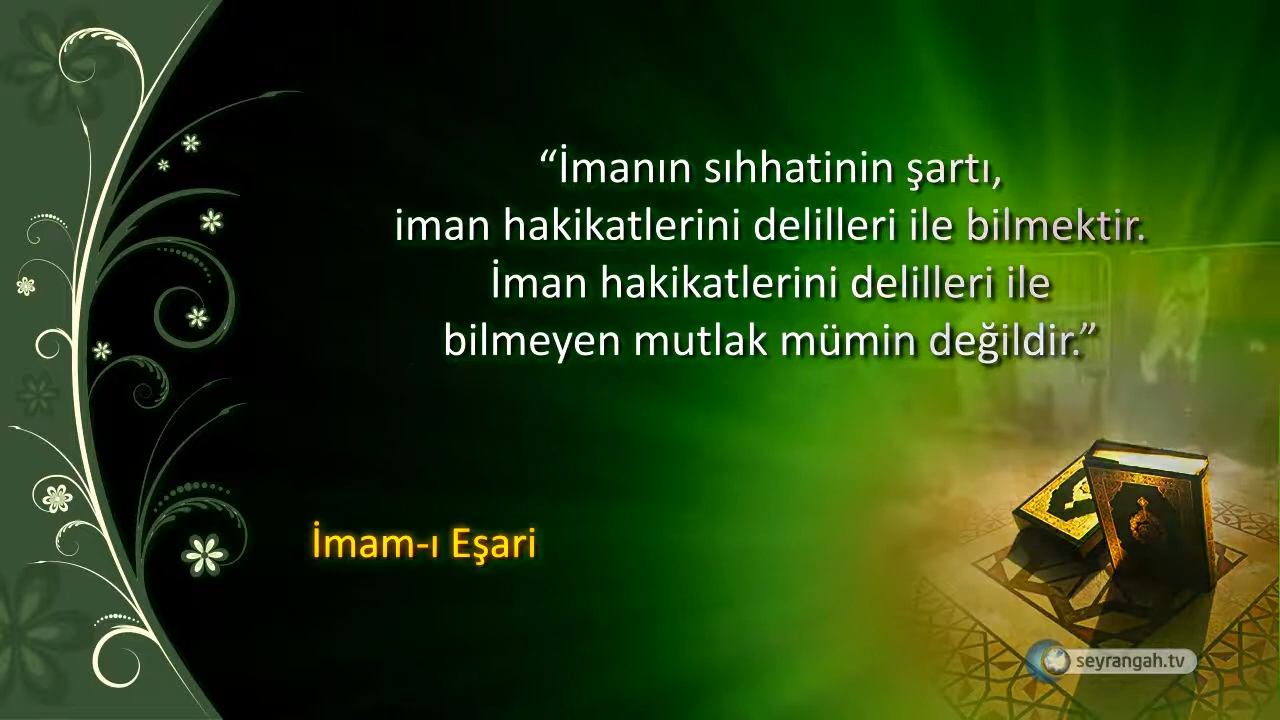 “İmanın sıhhatinin şartı,
iman hakikatlerini delilleri ile bilmektir.
İman hakikatlerini delilleri ile
bilmeyen mutlak mümin değildir.”
İmam-ı Eşari
seyrangah.tv